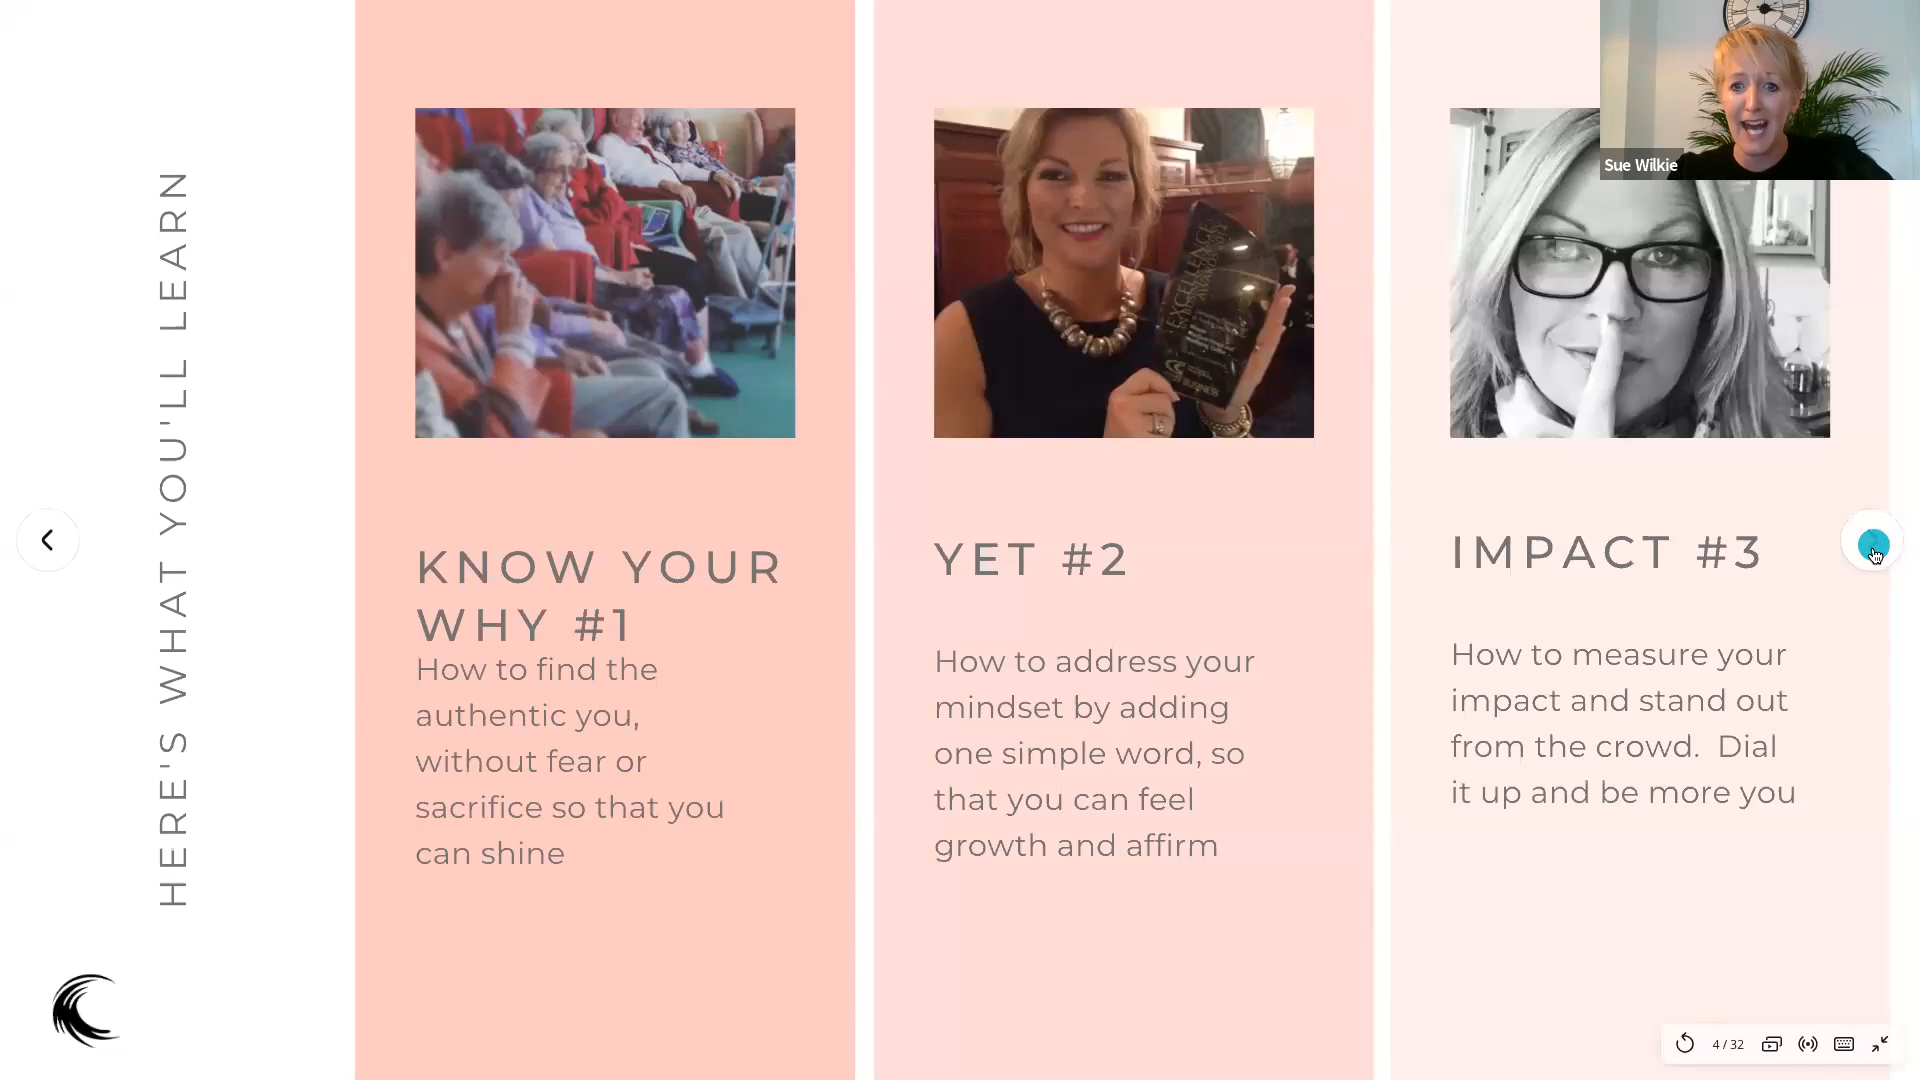 HERE'S WHAT YOU'LL LEARN
KNOW YOUR
WHY #1
How to find the
authentic you,
without fear or
sacrifice so that you
can shine
EXCELLENCE
BUSINESS
YET #2
How to address your
mindset by adding
one simple word, so
that you can feel
growth and affirm
Sue Wilkie
IMPACT #3
How to measure your
impact and stand out
from the crowd. Dial
it up and be more you
4 / 32